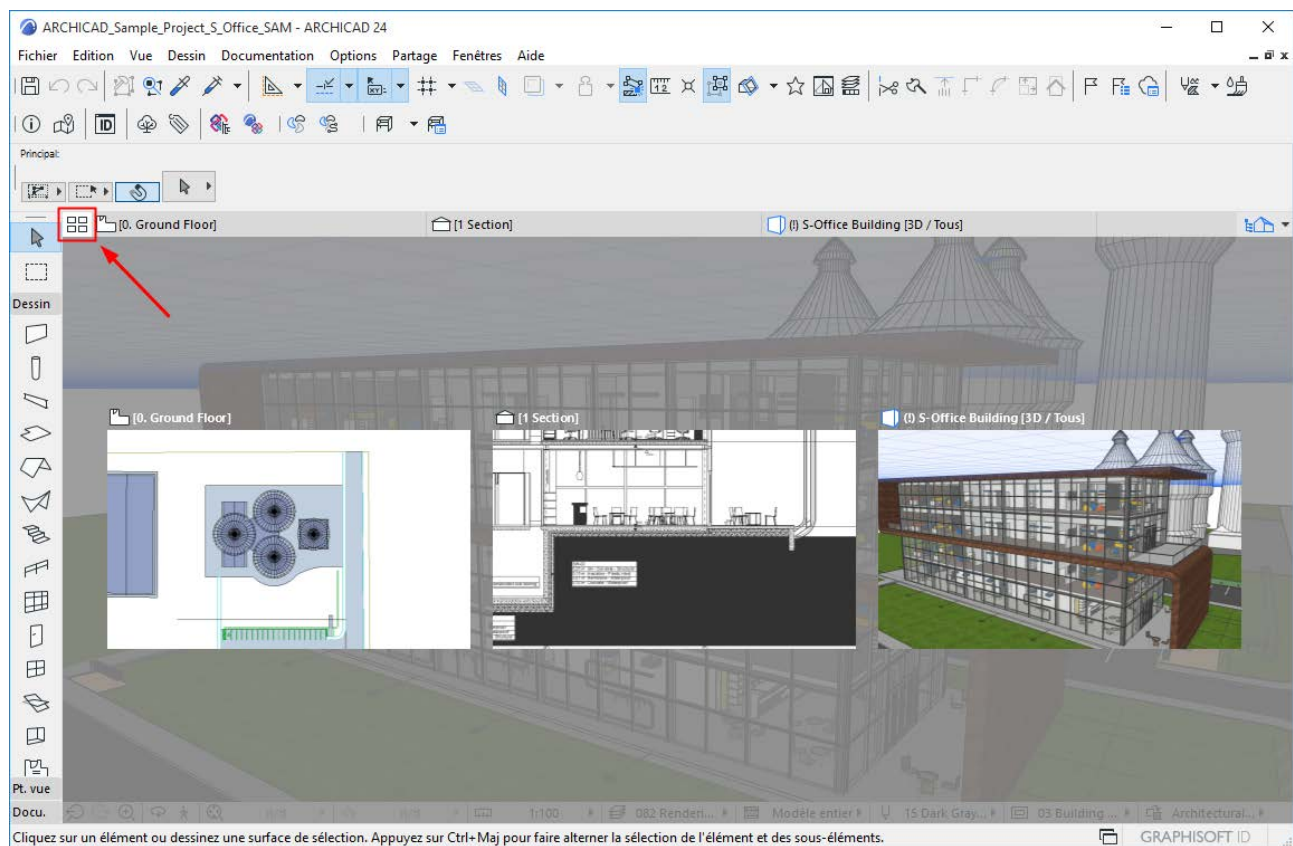 ARCHICAD_Sample_Project_S_Office_SAM - ARCHICAD 24
Fichier Edition Vue Dessin Documentation Options Partage Fenêtres Aide
ID
Principal:
[0. Ground Floor] [1 Section] (!) S-Office Building [3D / Tous]
Dessin
[0. Ground Floor] [1 Section] (!) S-Office Building [3D / Tous]
Pt. vue
Docu. 1:100 082 Renderi... Modèle entier 15 Dark Gray... 03 Building ... Architectural...
Cliquez sur un élément ou dessinez une surface de sélection. Appuyez sur Ctrl+Maj pour faire alterner la sélection de l'élément et des sous-éléments. GRAPHISOFT ID